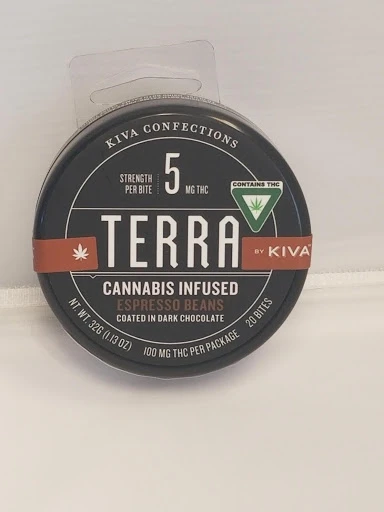 KIVA CONFECTIONS
STRENGTH
PER BITE
5
MG THC
CONTAINS THC
TERRA
BY KIVA
CANNABIS INFUSED
ESPRESSO BEANS
COATED IN DARK CHOCOLATE
NT. WT. 32G (1.13 OZ) 100 MG THC PER PACKAGE 20 BITES